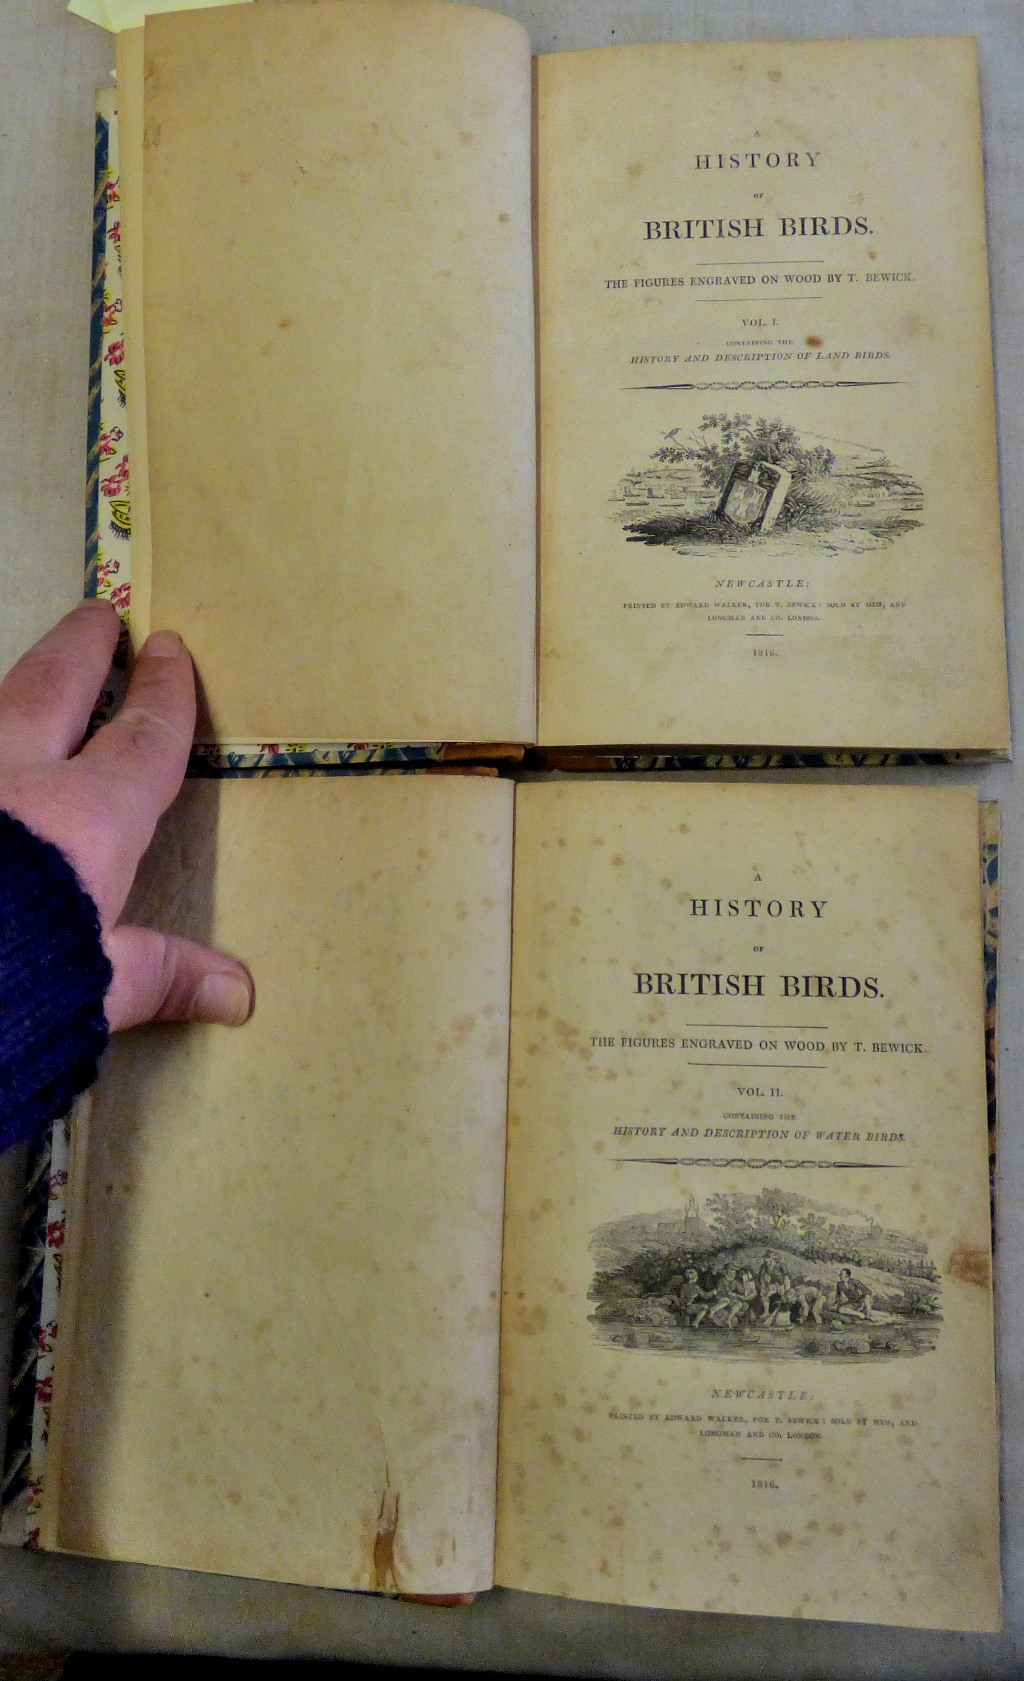 A
HISTORY
OF
BRITISH BIRDS.
THE FIGURES ENGRAVED ON WOOD BY T. BEWICK.
VOL. I.
CONTAINING THE
HISTORY AND DESCRIPTION OF LAND BIRDS.
NEWCASTLE:
PRINTED BY EDWARD WALKER, FOR T. BEWICK: SOLD BY HIM, AND
LONGMAN AND CO. LONDON.
1816.
A
HISTORY
OF
BRITISH BIRDS.
THE FIGURES ENGRAVED ON WOOD BY T. BEWICK.
VOL. II.
CONTAINING THE
HISTORY AND DESCRIPTION OF WATER BIRDS.
NEWCASTLE:
PRINTED BY EDWARD WALKER, FOR T. BEWICK: SOLD BY HIM, AND
LONGMAN AND CO. LONDON.
1816.